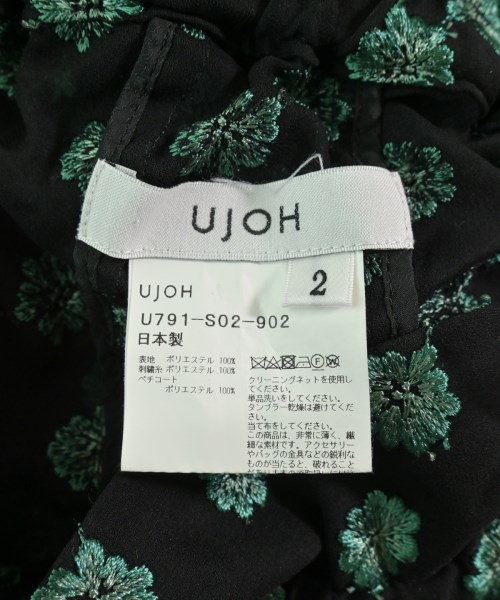 UJOH
2
UJOH
U791-S02-902
日本製
表地 ポリエステル 100%
刺繍糸 ポリエステル 100%
ペチコート
ポリエステル 100%
クリーニングネットを使用し
てください。
単品洗いをしてください。
タンブラー乾燥は避けてくだ
さい。
当て布をしてください。
この商品は、非常に薄く、繊
細な素材です。アクセサリー
やバッグの金具などの鋭利な
ものが当たると、破れること